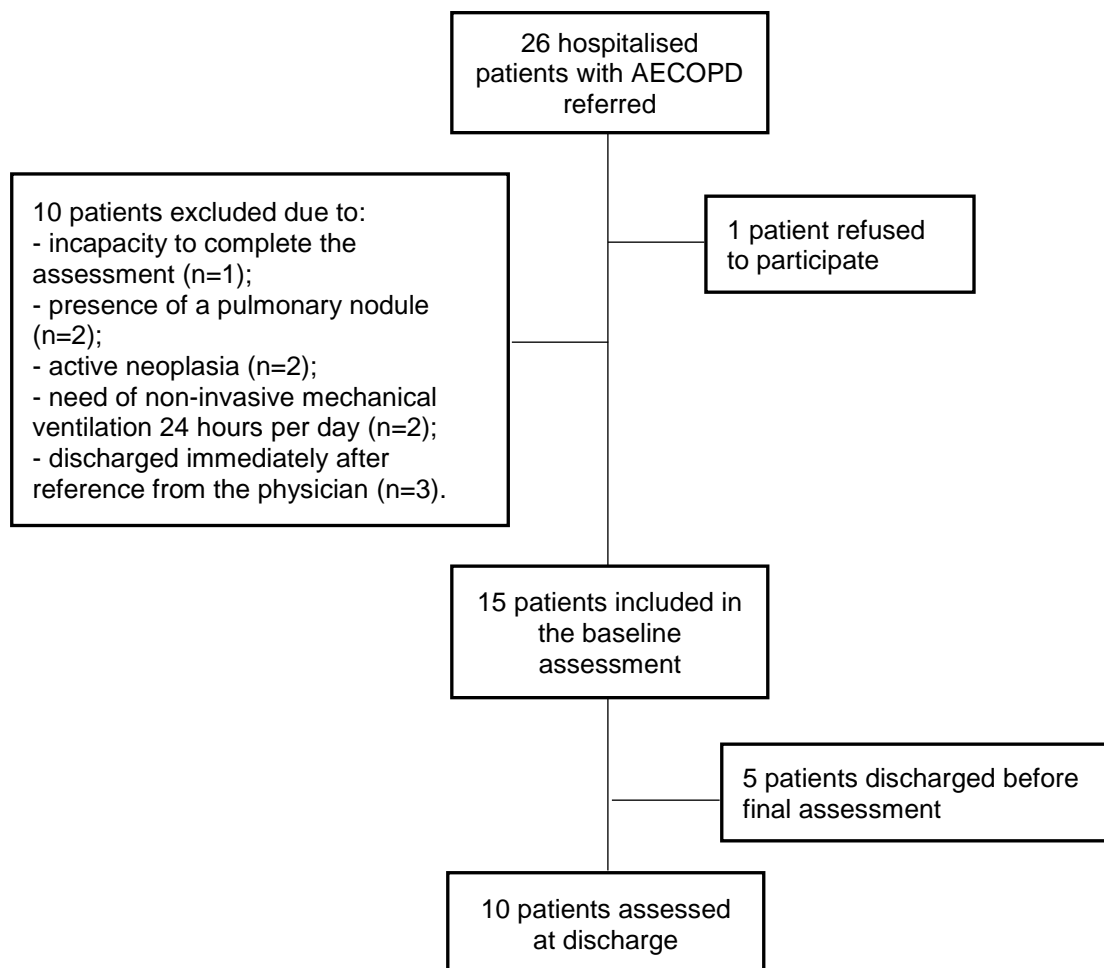 26 hospitalised
patients with AECOPD
referred
10 patients excluded due to:
- incapacity to complete the
assessment (n=1);
- presence of a pulmonary nodule
(n=2);
- active neoplasia (n=2);
- need of non-invasive mechanical
ventilation 24 hours per day (n=2);
- discharged immediately after
reference from the physician (n=3).
1 patient refused
to participate
15 patients included in
the baseline
assessment
5 patients discharged before
final assessment
10 patients assessed
at discharge